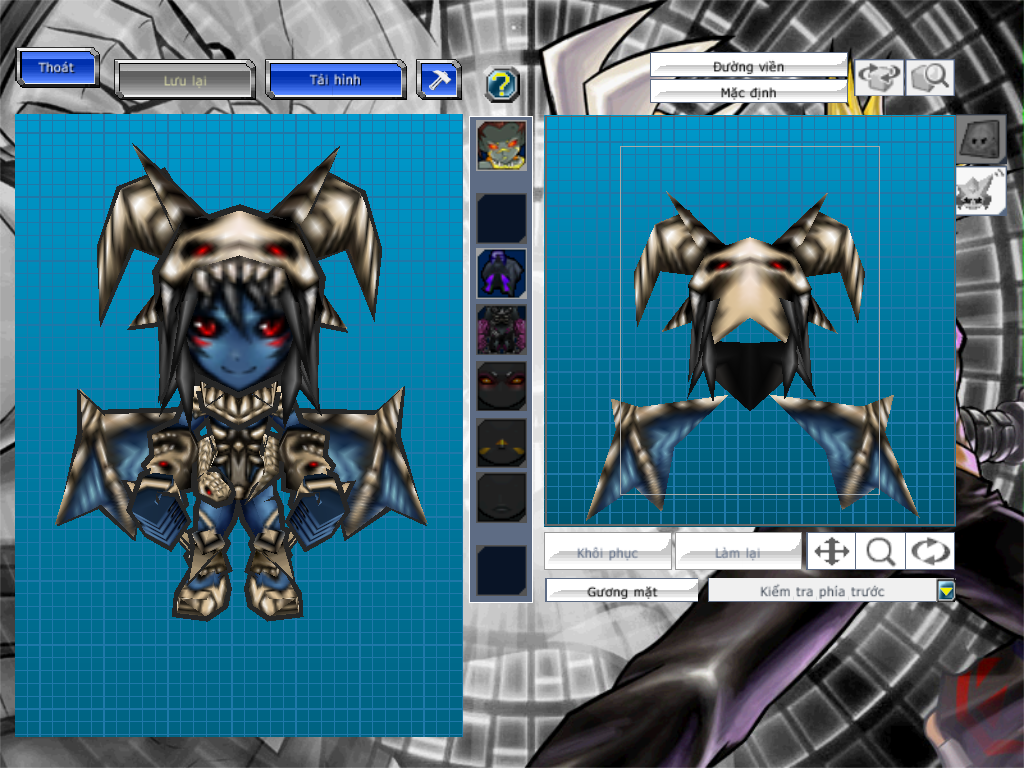 Thoát
Lưu lại
Tải hình
?
Đường viền
Mặc định
Khôi phục
Làm lại
Gương mặt
Kiểm tra phía trước